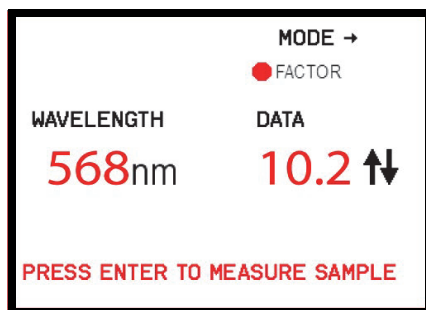 MODE →
FACTOR
WAVELENGTH DATA
568nm 10.2
PRESS ENTER TO MEASURE SAMPLE